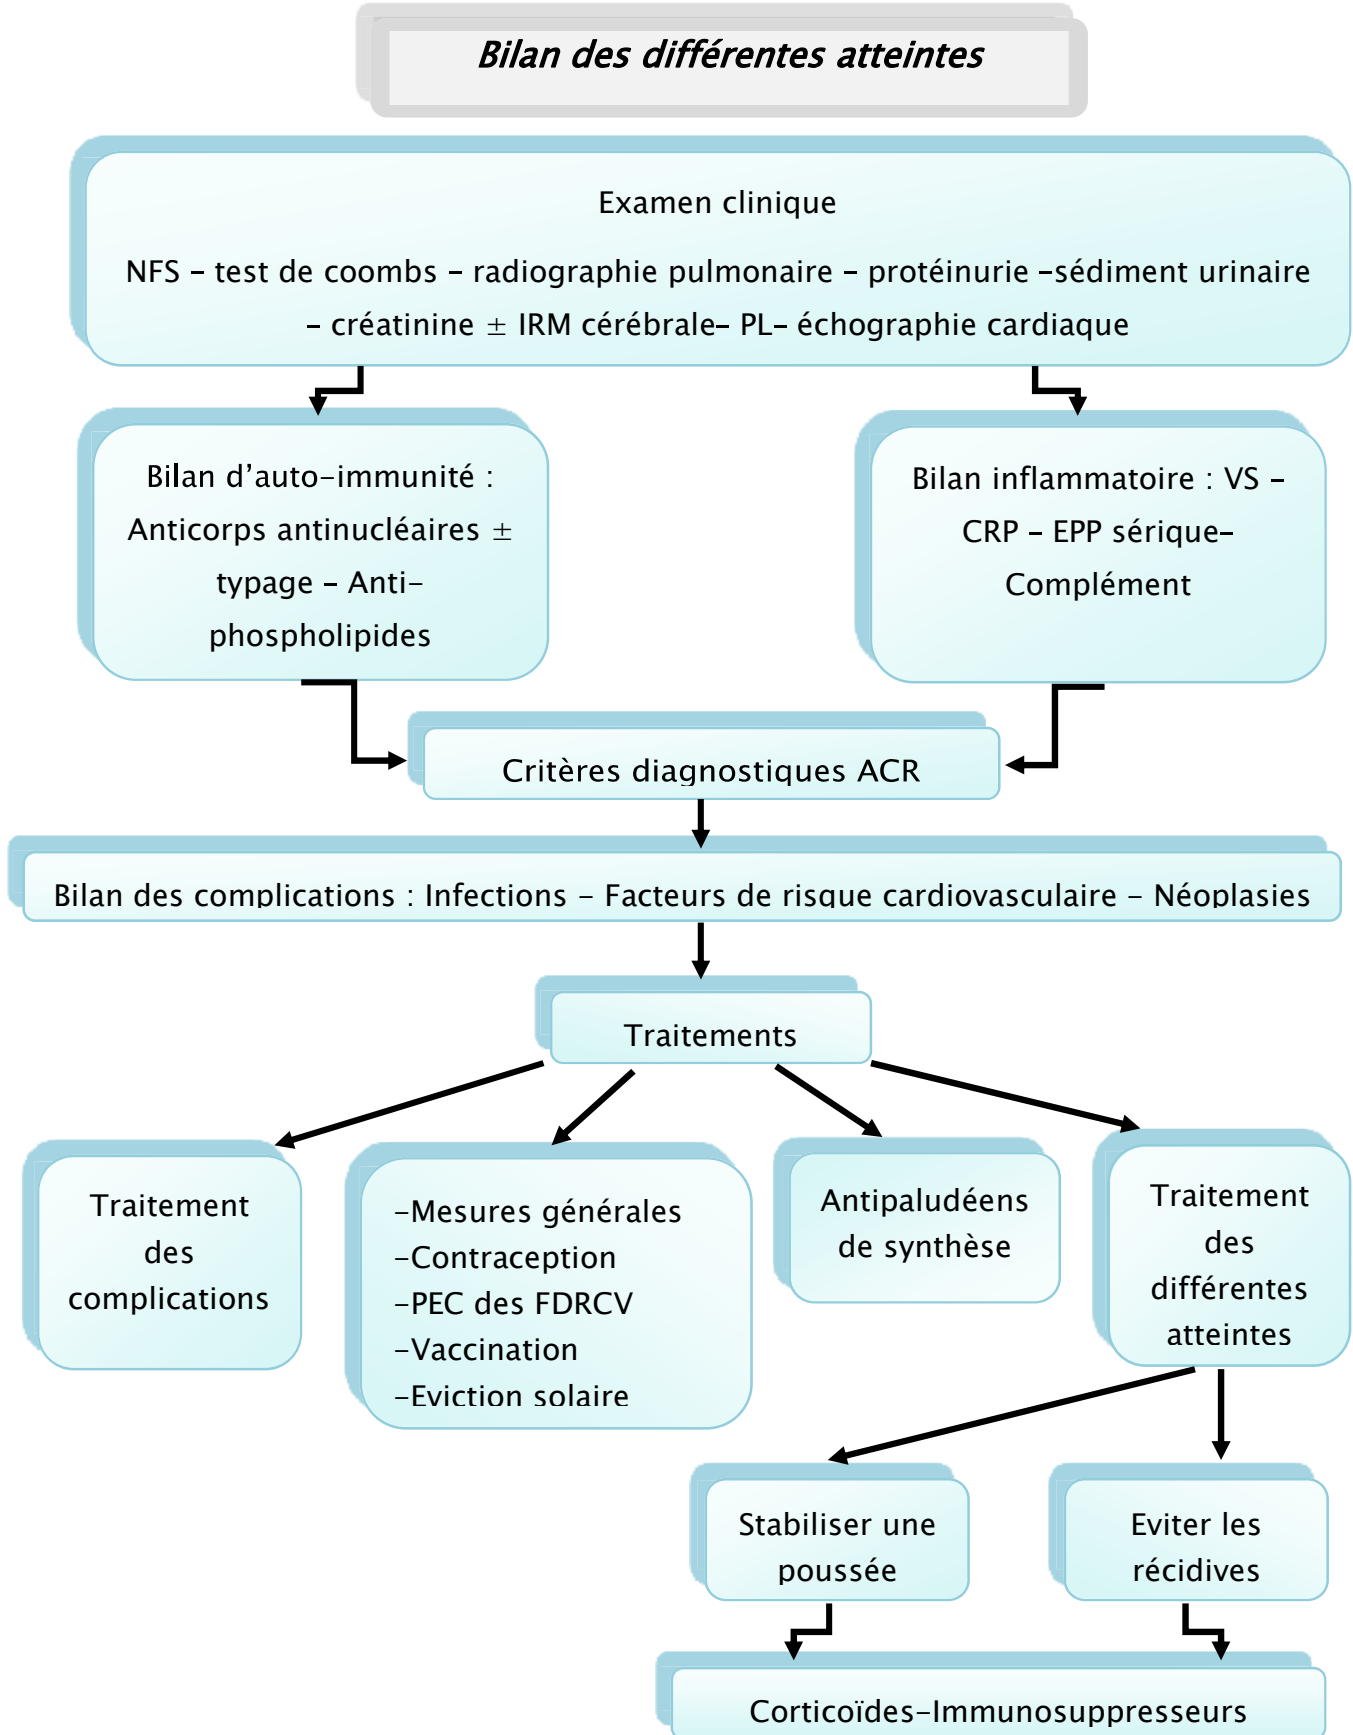 Bilan des différentes atteintes
Examen clinique
NFS – test de coombs – radiographie pulmonaire – protéinurie –sédiment urinaire
– créatinine ± IRM cérébrale– PL– échographie cardiaque
Bilan d’auto-immunité :
Anticorps antinucléaires ±
typage – Anti-
phospholipides
Bilan inflammatoire : VS –
CRP – EPP sérique–
Complément
Critères diagnostiques ACR
Bilan des complications : Infections – Facteurs de risque cardiovasculaire – Néoplasies
Traitements
Traitement
des
complications
-Mesures générales
-Contraception
-PEC des FDRCV
-Vaccination
-Eviction solaire
Antipaludéens
de synthèse
Traitement
des
différentes
atteintes
Stabiliser une
poussée
Eviter les
récidives
Corticoïdes-Immunosuppresseurs